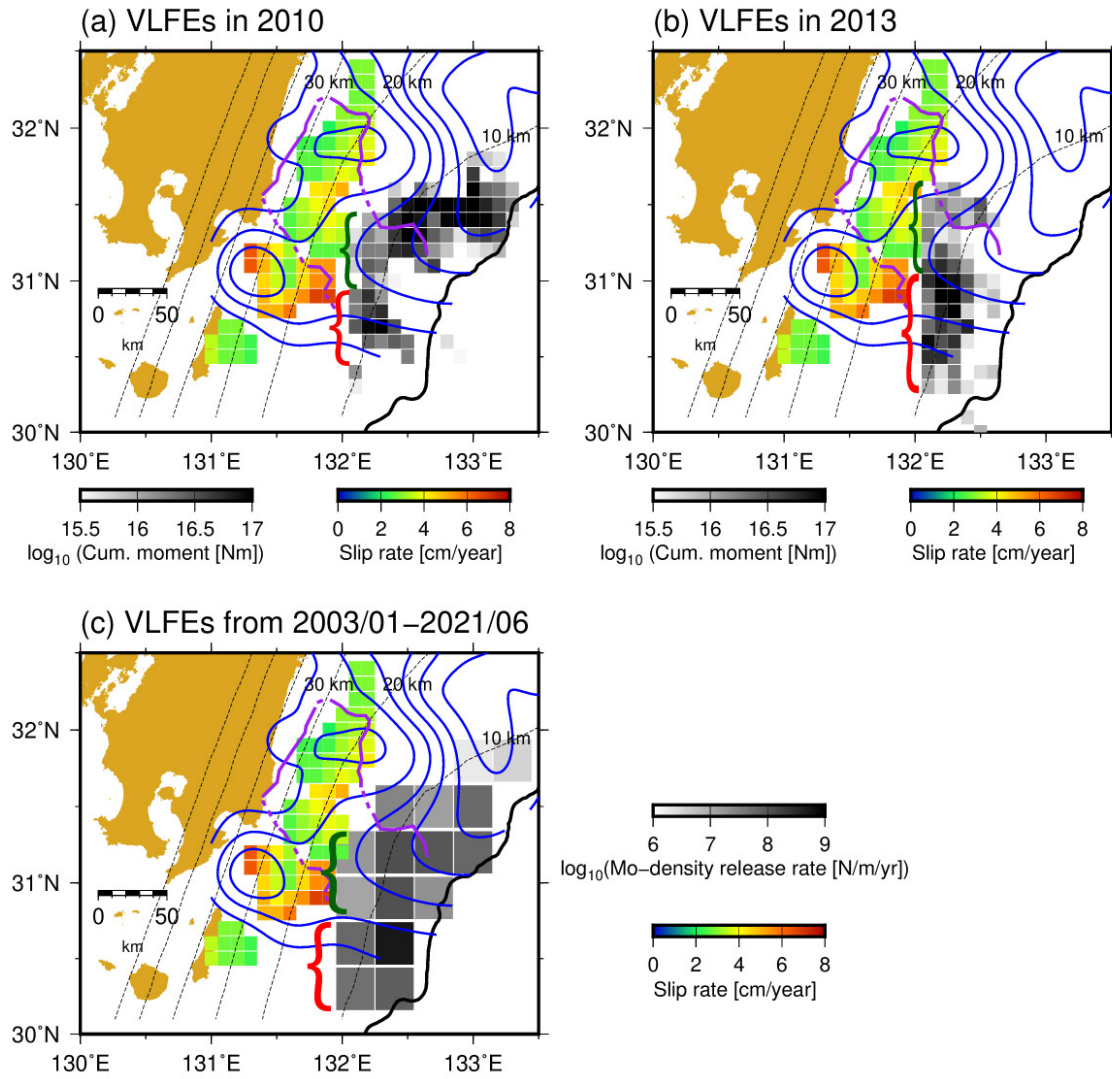 (a) VLFEs in 2010
30 km
20 km
10 km
32˚N
31˚N
30˚N
0 50
km
130˚E 131˚E 132˚E 133˚E
15.5 16 16.5 17
log10 (Cum. moment [Nm])
0 2 4 6 8
Slip rate [cm/year]
(b) VLFEs in 2013
30 km
20 km
10 km
32˚N
31˚N
30˚N
0 50
km
130˚E 131˚E 132˚E 133˚E
15.5 16 16.5 17
log10 (Cum. moment [Nm])
0 2 4 6 8
Slip rate [cm/year]
(c) VLFEs from 2003/01−2021/06
30 km
20 km
10 km
32˚N
31˚N
30˚N
0 50
km
130˚E 131˚E 132˚E 133˚E
6 7 8 9
log10(Mo−density release rate [N/m/yr])
0 2 4 6 8
Slip rate [cm/year]